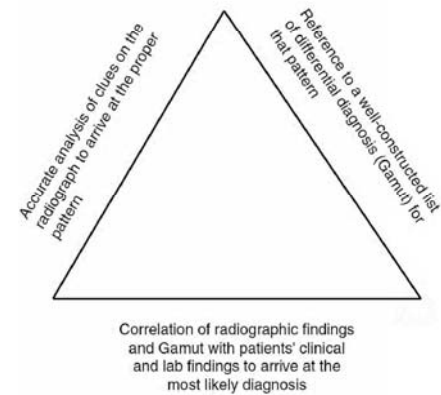 Accurate analysis of clues on the
radiograph to arrive at the proper
pattern
Reference to a well-constructed list
of differential diagnosis (Gamut) for
that pattern
Correlation of radiographic findings
and Gamut with patients' clinical
and lab findings to arrive at the
most likely diagnosis